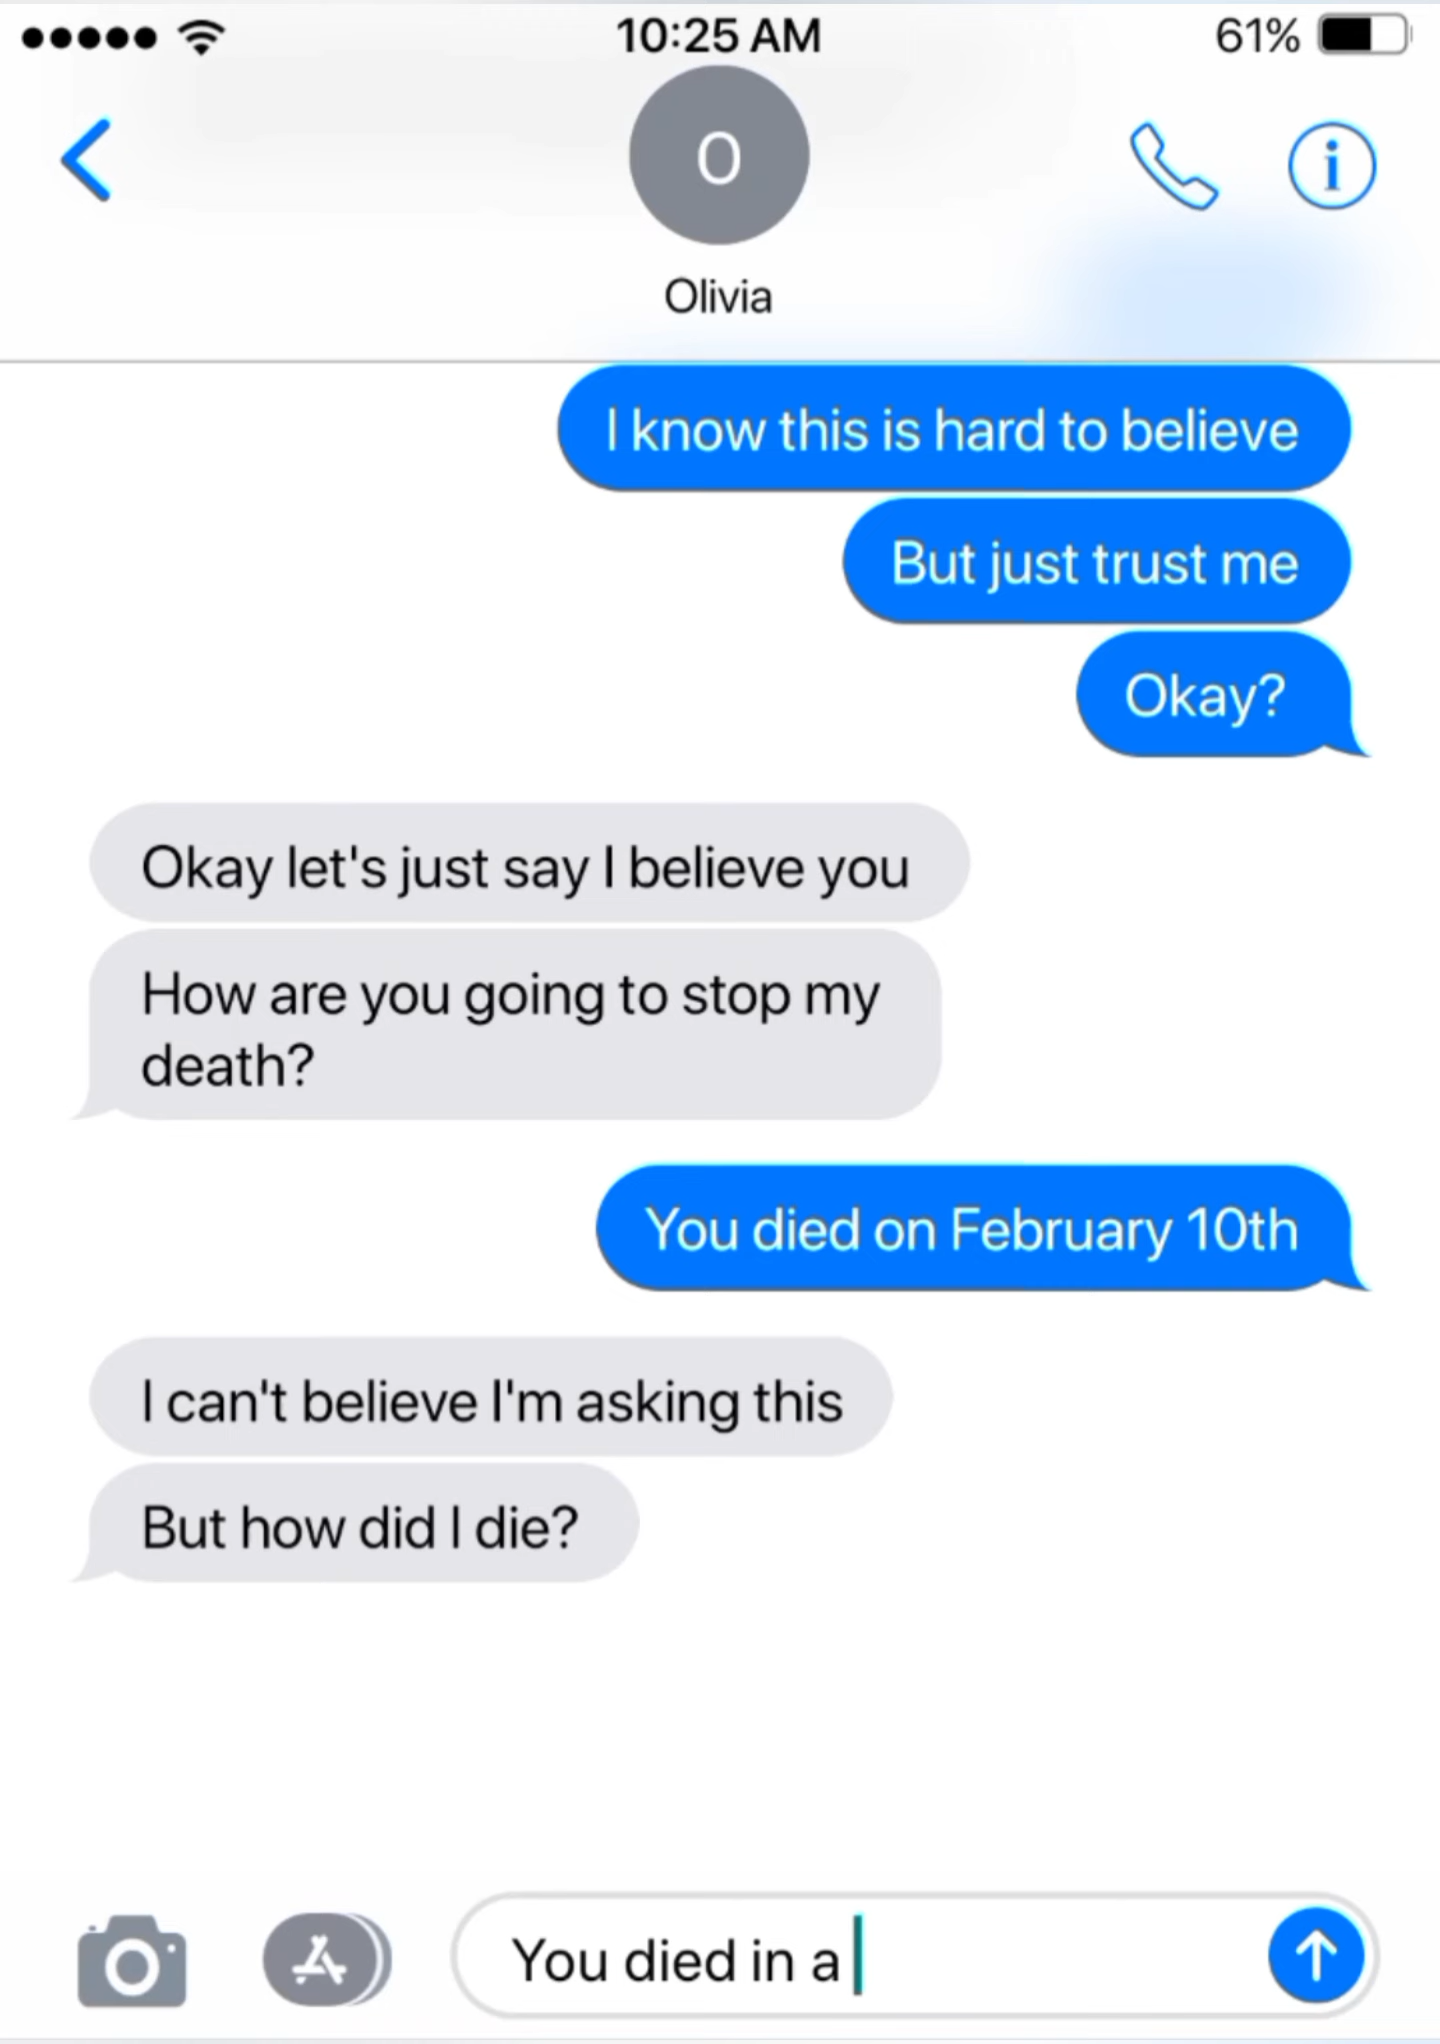 10:25 AM
61%
O
Olivia
I know this is hard to believe
But just trust me
Okay?
Okay let's just say I believe you
How are you going to stop my
death?
You died on February 10th
I can't believe I'm asking this
But how did I die?
You died in a